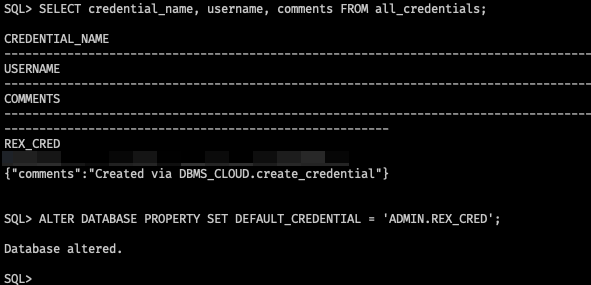 SQL> SELECT credential_name, username, comments FROM all_credentials;
CREDENTIAL_NAME
--------------------------------------------------------------------------------
USERNAME
--------------------------------------------------------------------------------
COMMENTS
--------------------------------------------------------------------------------
------------------------------------------------------
REX_CRED
{"comments":"Created via DBMS_CLOUD.create_credential"}
SQL> ALTER DATABASE PROPERTY SET DEFAULT_CREDENTIAL = 'ADMIN.REX_CRED';
Database altered.
SQL>